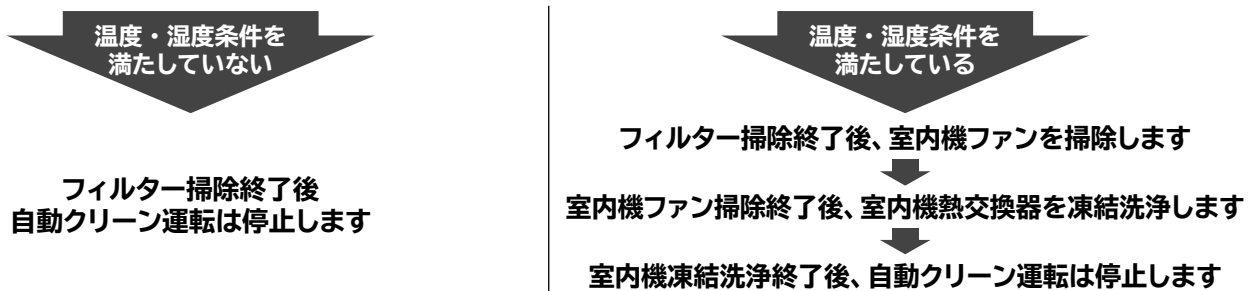 温度・湿度条件を
満たしていない
フィルター掃除終了後
自動クリーン運転は停止します
温度・湿度条件を
満たしている
フィルター掃除終了後、室内機ファンを掃除します
室内機ファン掃除終了後、室内機熱交換器を凍結洗浄します
室内機凍結洗浄終了後、自動クリーン運転は停止します